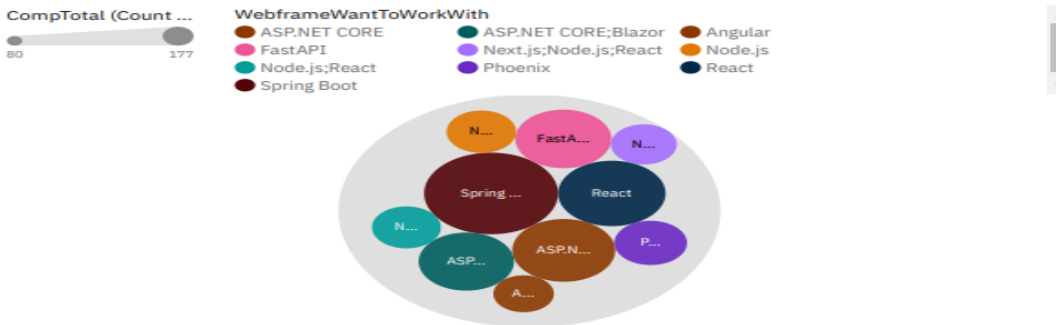 CompTotal (Count ...
80 177
WebframeWantToWorkWith
ASP.NET CORE ASP.NET CORE;Blazor Angular
FastAPI Next.js;Node.js;React Node.js
Node.js;React Phoenix React
Spring Boot
N... FastA... N...
Spring ... React
N... ASP... ASP.N... P...
A...